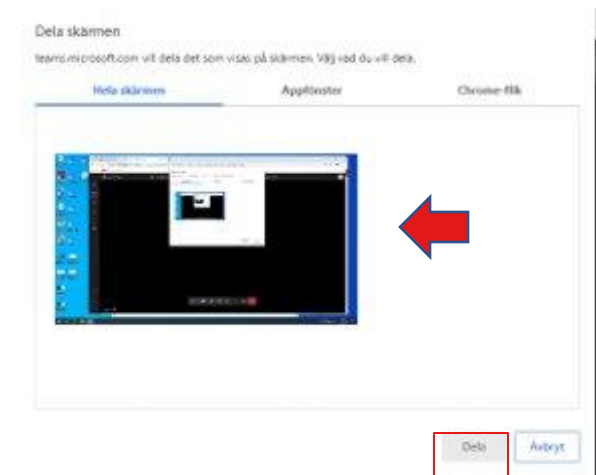 Dela skärmen
teams.microsoft.com vill dela det som visas på skärmen. Välj vad du vill dela.
Hela skärmen
Appfönster
Chrome-flik
Dela
Avbryt